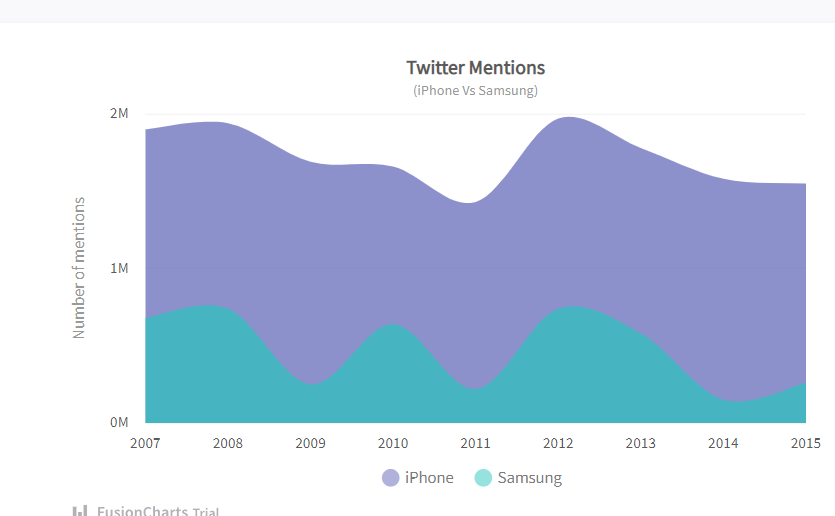 Twitter Mentions
(iPhone Vs Samsung)
2M
1M
0M
Number of mentions
2007 2008 2009 2010 2011 2012 2013 2014 2015
iPhone Samsung
FusionCharts Trial